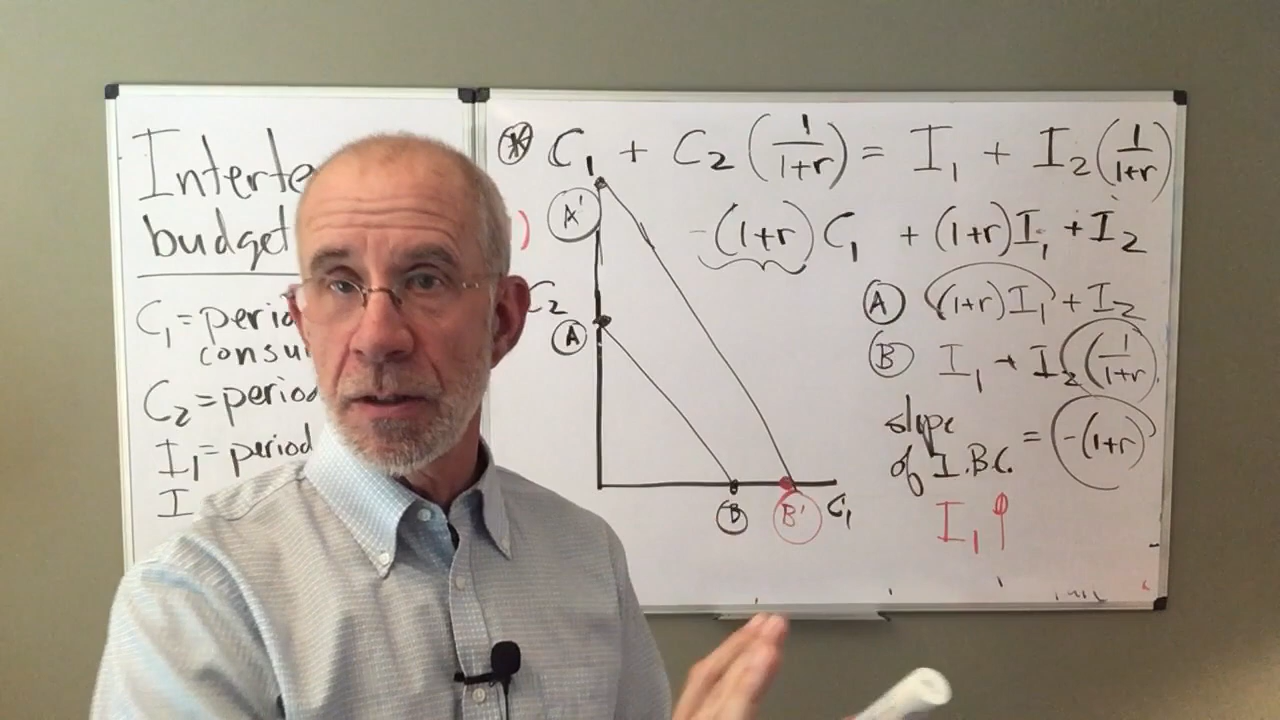 Interte
budget
C₁ = perio
consu
C₂ = period
I₁ = period
I
* C₁ + C₂ (1/1+r) = I₁ + I₂ (1/1+r)
) -(1+r) C₁ + (1+r)I₁ + I₂
A'
C₂
A
B
B'
C₁
A (1+r)I₁ + I₂
B I₁ + I₂ (1/1+r)
slope
of I.B.C. = -(1+r)
I₁ ↑